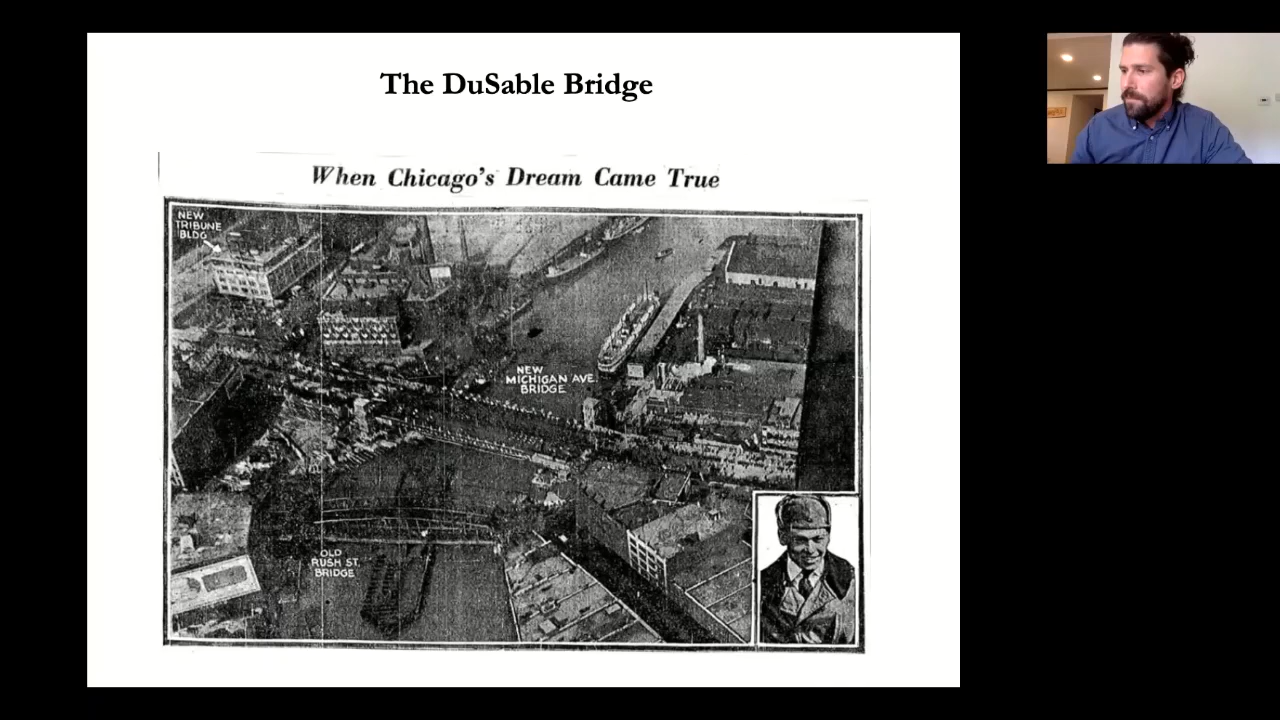 The DuSable Bridge
When Chicago's Dream Came True
NEW
TRIBUNE
BLDG
NEW
MICHIGAN AVE.
BRIDGE
OLD
RUSH ST.
BRIDGE